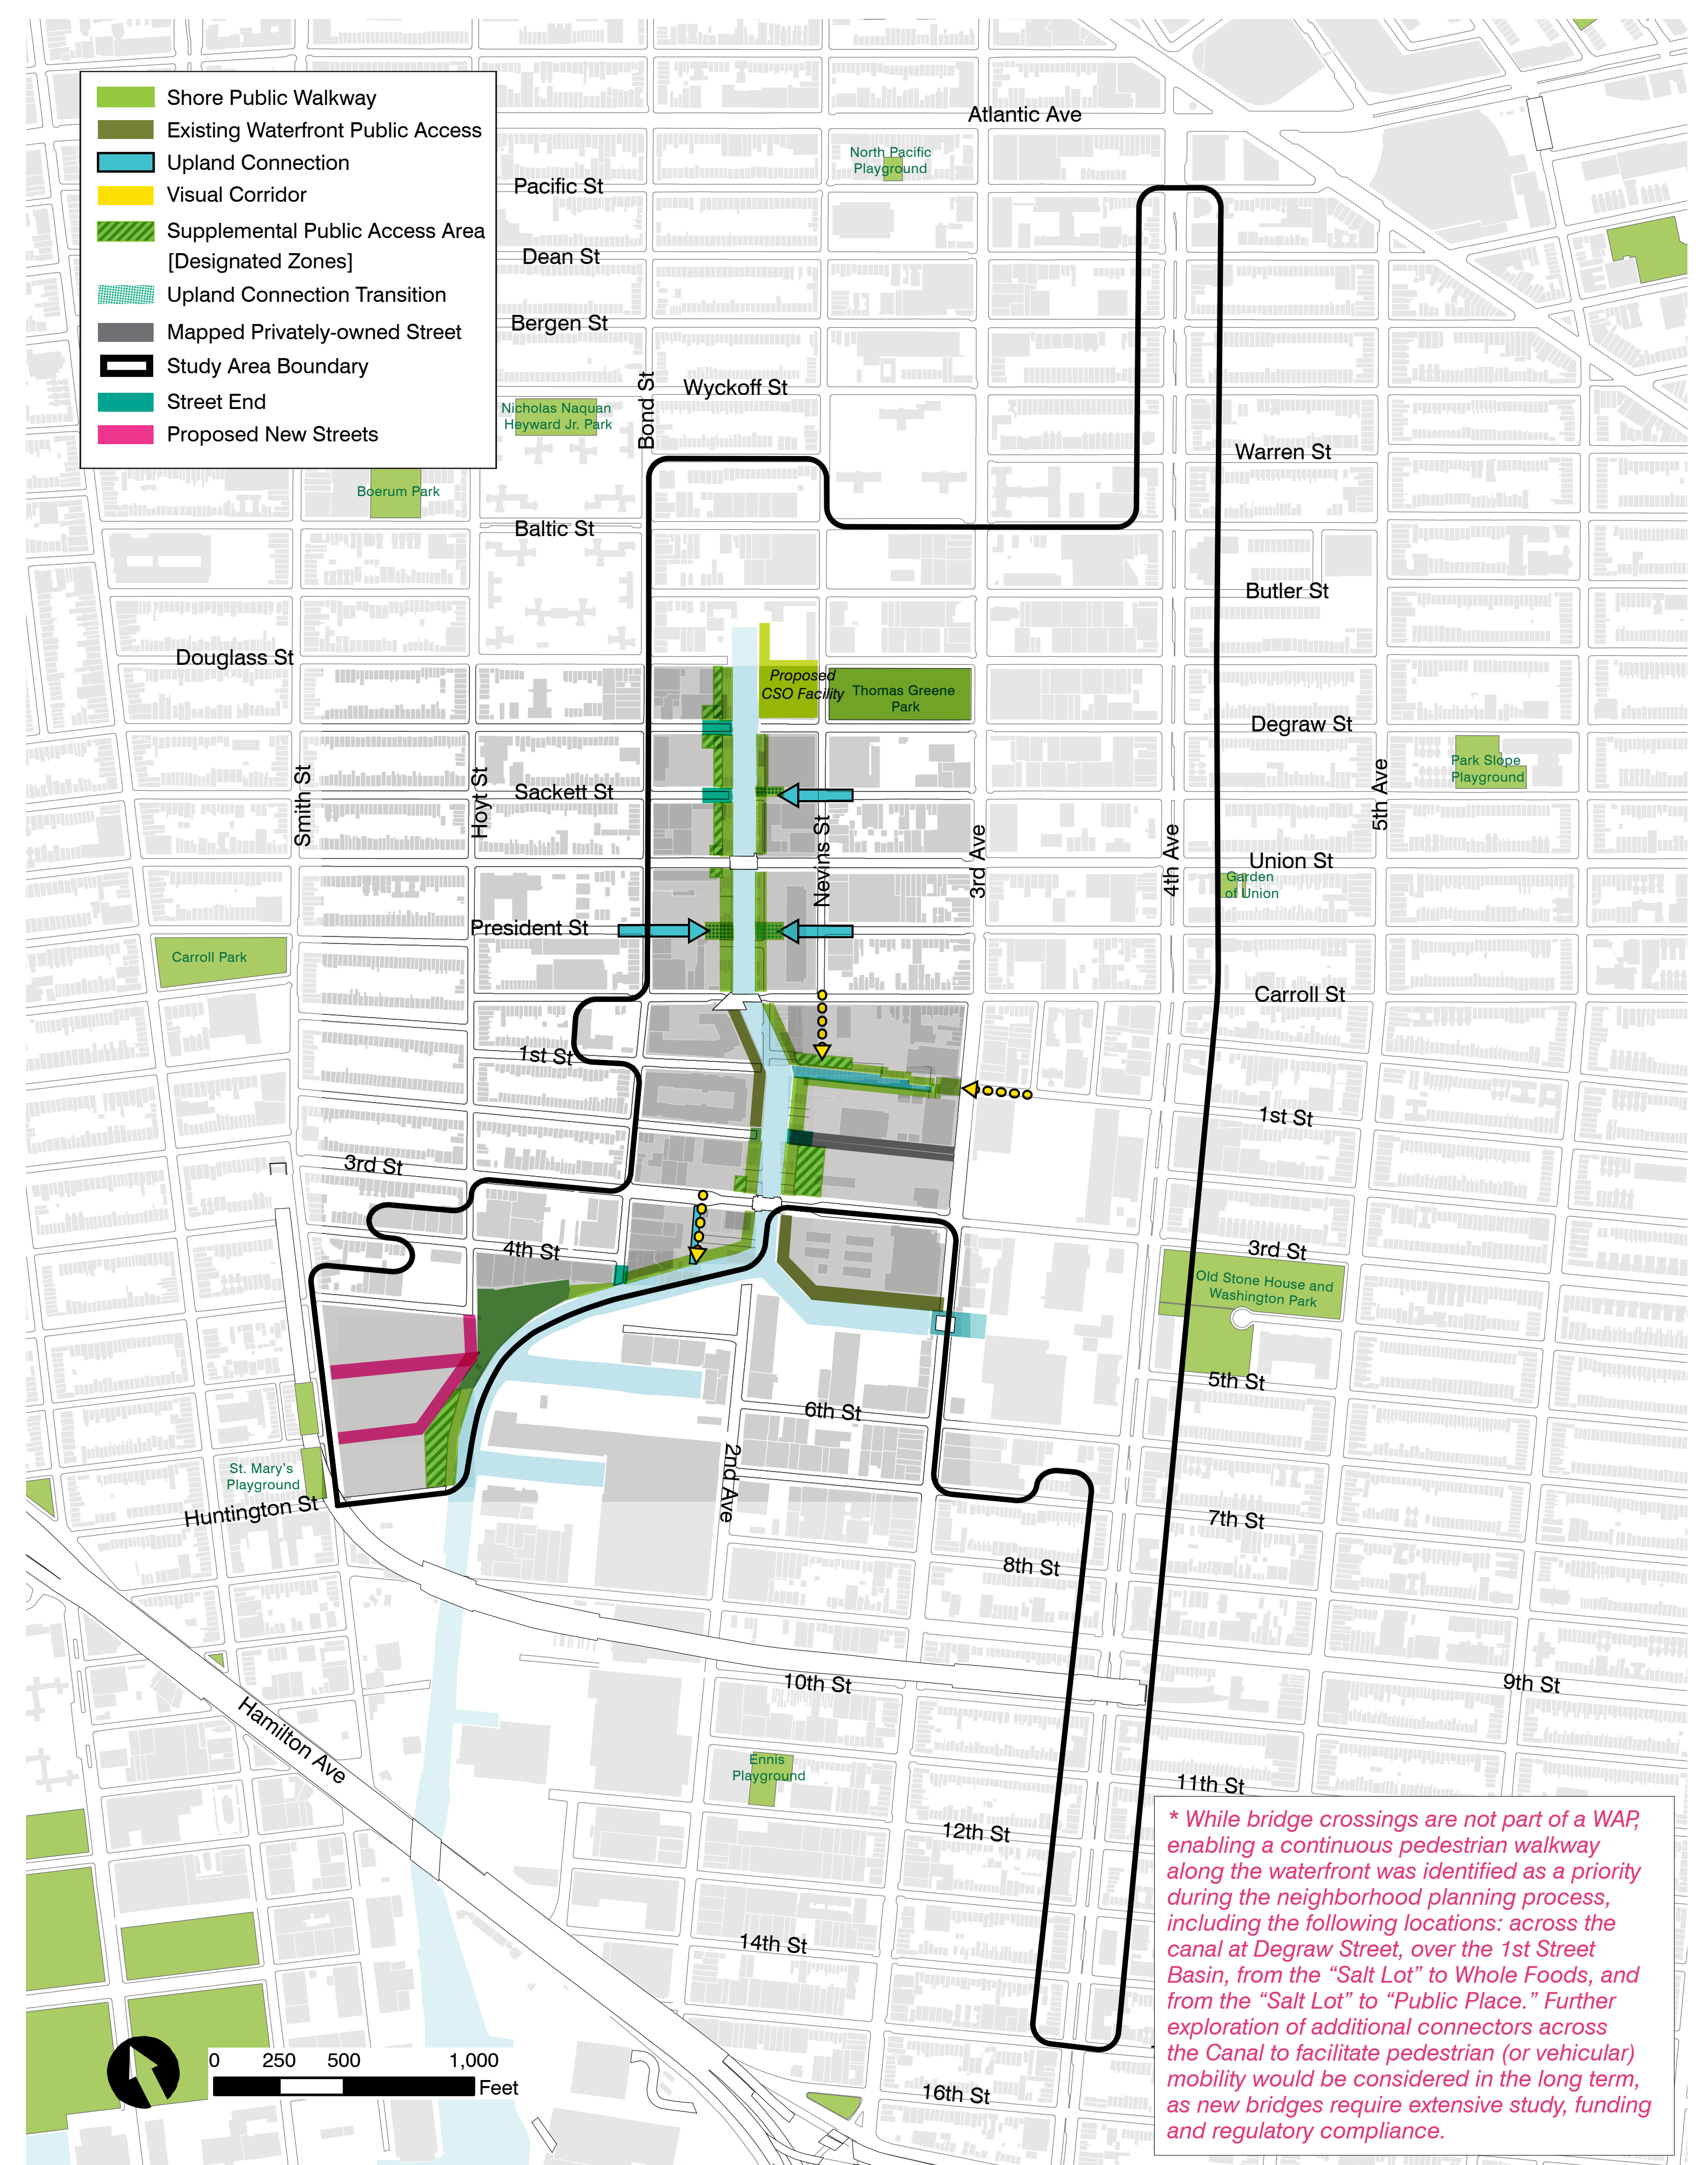 Shore Public Walkway
Existing Waterfront Public Access
Upland Connection
Visual Corridor
Supplemental Public Access Area
[Designated Zones]
Upland Connection Transition
Mapped Privately-owned Street
Study Area Boundary
Street End
Proposed New Streets
Atlantic Ave
North Pacific
Playground
Pacific St
Dean St
Bergen St
Wyckoff St
Bond St
Nicholas Naquan
Heyward Jr. Park
Warren St
Boerum Park
Baltic St
Butler St
Douglass St
Proposed
CSO Facility
Thomas Greene
Park
Degraw St
Park Slope
Playground
5th Ave
Smith St
Hoyt St
Sackett St
Nevins St
3rd Ave
4th Ave
Union St
Garden
of Union
President St
Carroll Park
Carroll St
1st St
1st St
3rd St
4th St
3rd St
Old Stone House and
Washington Park
5th St
6th St
2nd Ave
St. Mary's
Playground
Huntington St
7th St
8th St
10th St
9th St
Hamilton Ave
Ennis
Playground
11th St
12th St
14th St
16th St
0 250 500 1,000
Feet
* While bridge crossings are not part of a WAP,
enabling a continuous pedestrian walkway
along the waterfront was identified as a priority
during the neighborhood planning process,
including the following locations: across the
canal at Degraw Street, over the 1st Street
Basin, from the “Salt Lot” to Whole Foods, and
from the “Salt Lot” to “Public Place.” Further
exploration of additional connectors across
the Canal to facilitate pedestrian (or vehicular)
mobility would be considered in the long term,
as new bridges require extensive study, funding
and regulatory compliance.